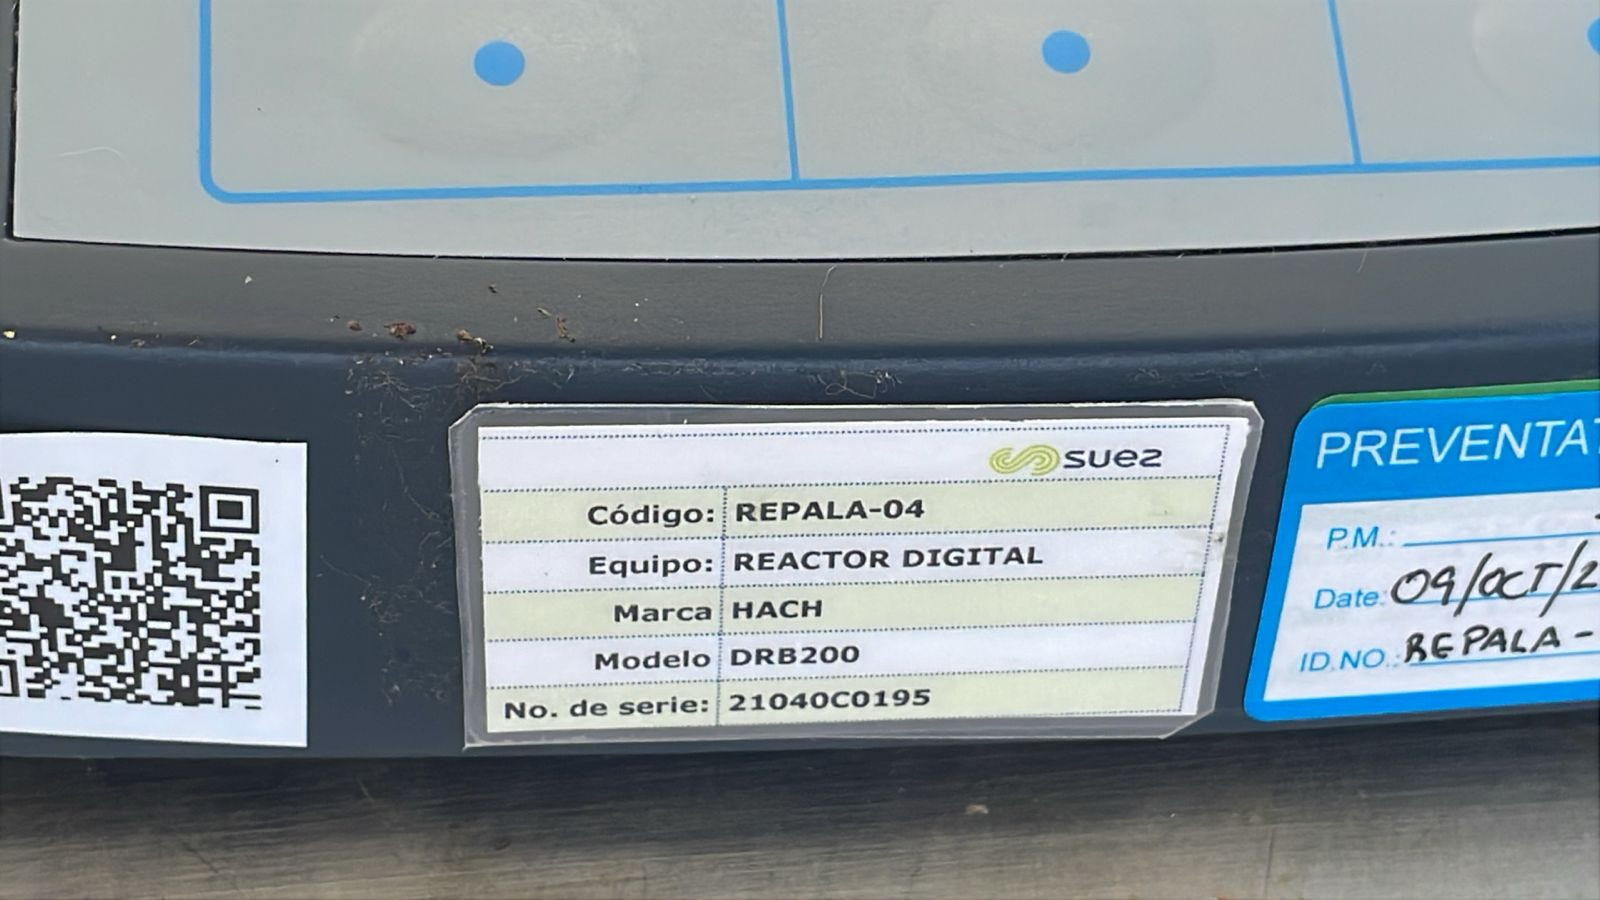 suez
Código: REPALA-04
Equipo: REACTOR DIGITAL
Marca HACH
Modelo DRB200
No. de serie: 21040C0195
PREVENTA
P.M.:
Date: 09/OCT/2
ID.NO.: REPALA-